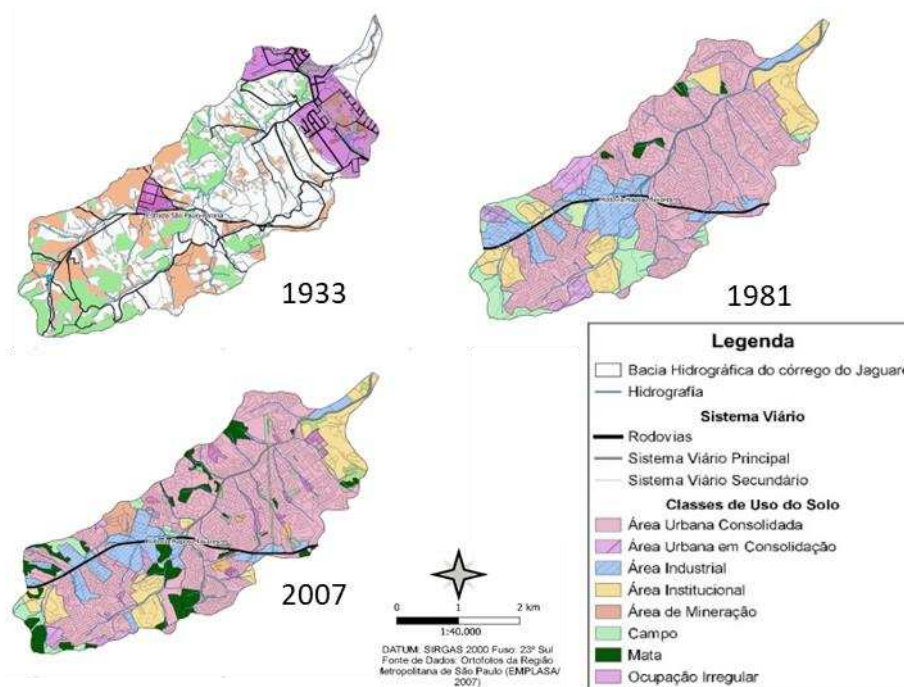 1933
1981
2007
0 1 2 km
1:40.000
DATUM: SIRGAS 2000 Fuso: 23º Sul
Fonte de Dados: Ortofotos da Região
Metropolitana de São Paulo (EMPLASA/
2007)
Legenda
Bacia Hidrográfica do córrego do Jaguaré
Hidrografia
Sistema Viário
Rodovias
Sistema Viário Principal
Sistema Viário Secundário
Classes de Uso do Solo
Área Urbana Consolidada
Área Urbana em Consolidação
Área Industrial
Área Institucional
Área de Mineração
Campo
Mata
Ocupação Irregular